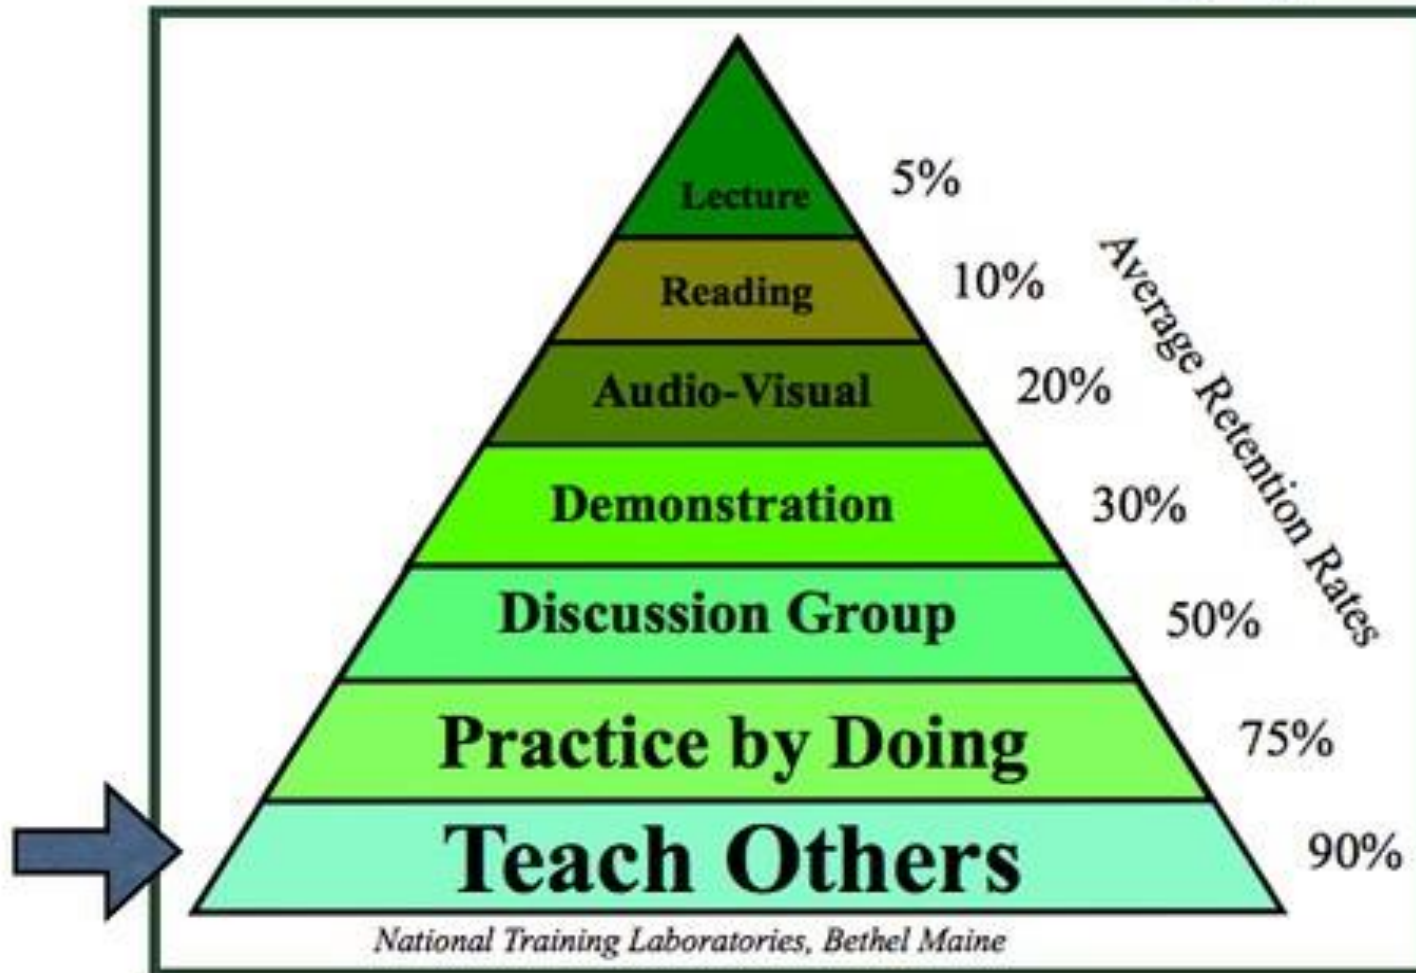 Lecture
5%
Reading
10%
Audio-Visual
20%
Demonstration
30%
Discussion Group
50%
Practice by Doing
75%
Teach Others
90%
Average Retention Rates
National Training Laboratories, Bethel Maine